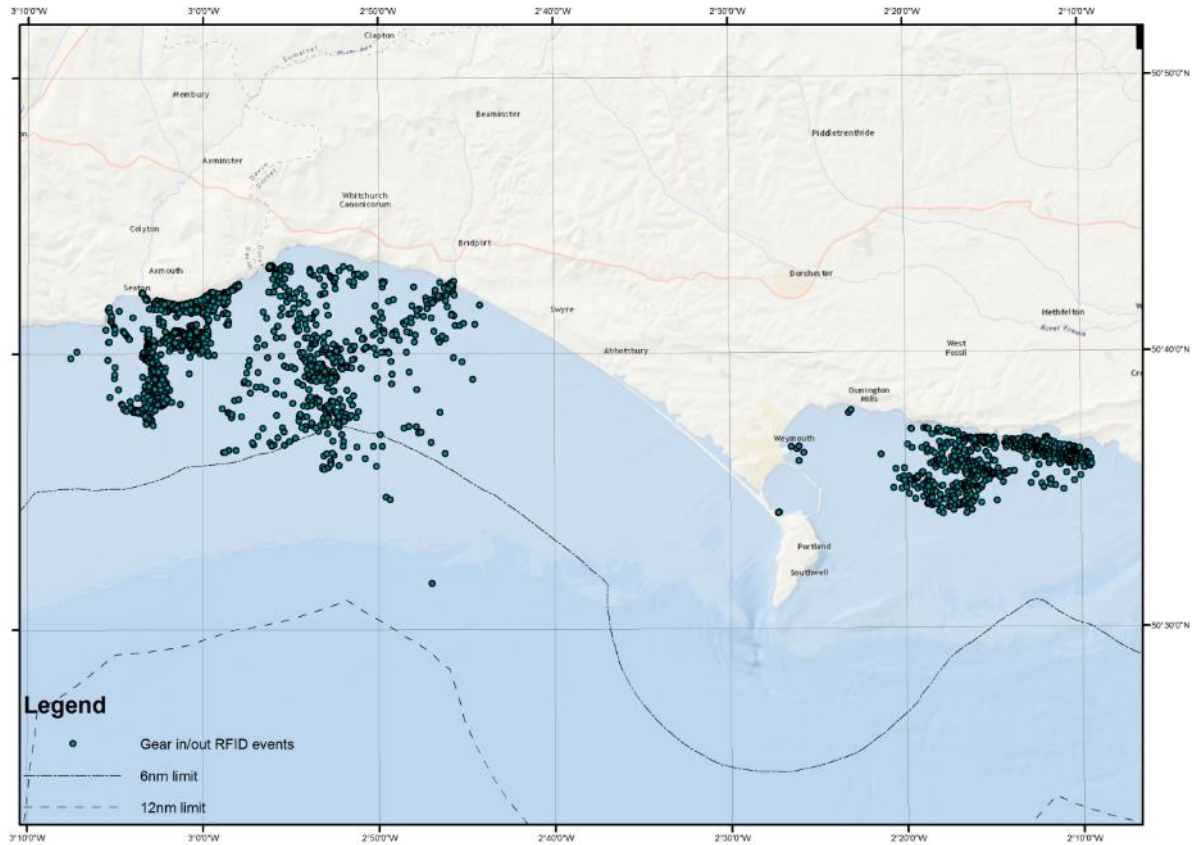 3°10'0"W 3°0'0"W 2°50'0"W 2°40'0"W 2°30'0"W 2°20'0"W 2°10'0"W
Clapton
Somerset
50°50'0"N
Membury
Beaminster
Piddletrenthide
Axminster
Devon
Dorset
Whitchurch
Canonicorum
Colyton
Bridport
Axmouth
Dorchester
Seaton
Swyre
Hethfelton
River Frome
Abbotsbury
West
Fossil
50°40'0"N
Osmington
Mills
Weymouth
Portland
Southwell
50°30'0"N
Legend
Gear in/out RFID events
6nm limit
12nm limit
3°10'0"W 3°0'0"W 2°50'0"W 2°40'0"W 2°30'0"W 2°20'0"W 2°10'0"W